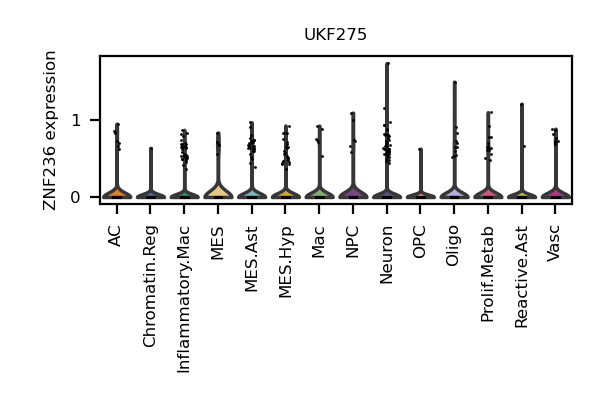 UKF275
ZNF236 expression
1
0
AC
Chromatin.Reg
Inflammatory.Mac
MES
MES.Ast
MES.Hyp
Mac
NPC
Neuron
OPC
Oligo
Prolif.Metab
Reactive.Ast
Vasc